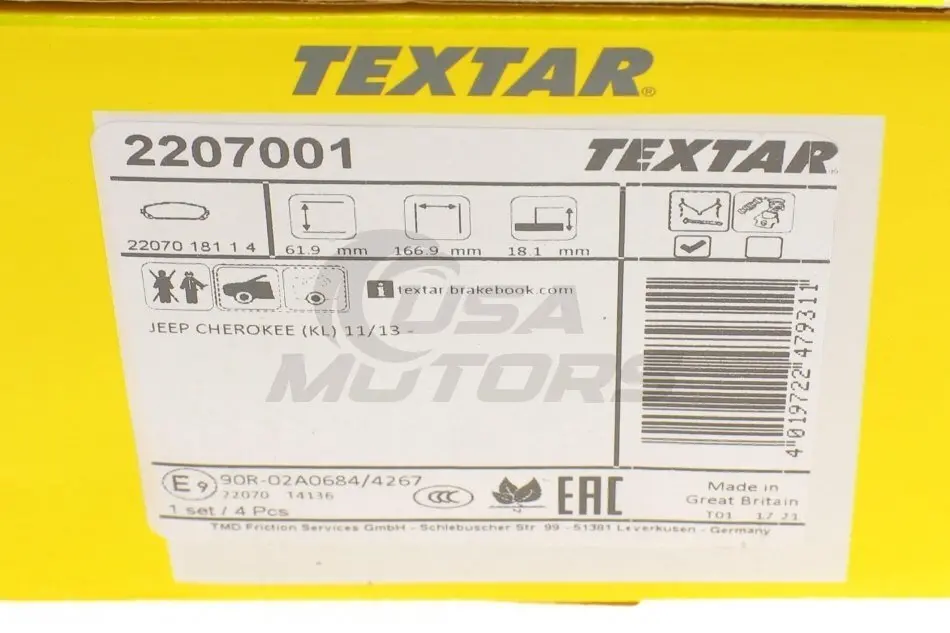 TEXTAR®
2207001
TEXTAR
22070 181 1 4
61.9 mm
166.9 mm
18.1 mm
i textar brakebook.com
JEEP CHEROKEE (KL) 11/13 -
USA
MOTORS
4 019722 479311
E9
90R-02A0684/4267
22070 14136
CCC
EAC
1 set / 4 Pcs
Made in
Great Britain
T01 17 21
TMD Friction Services GmbH - Schlebuscher Str 99 - 51381 Leverkusen - Germany